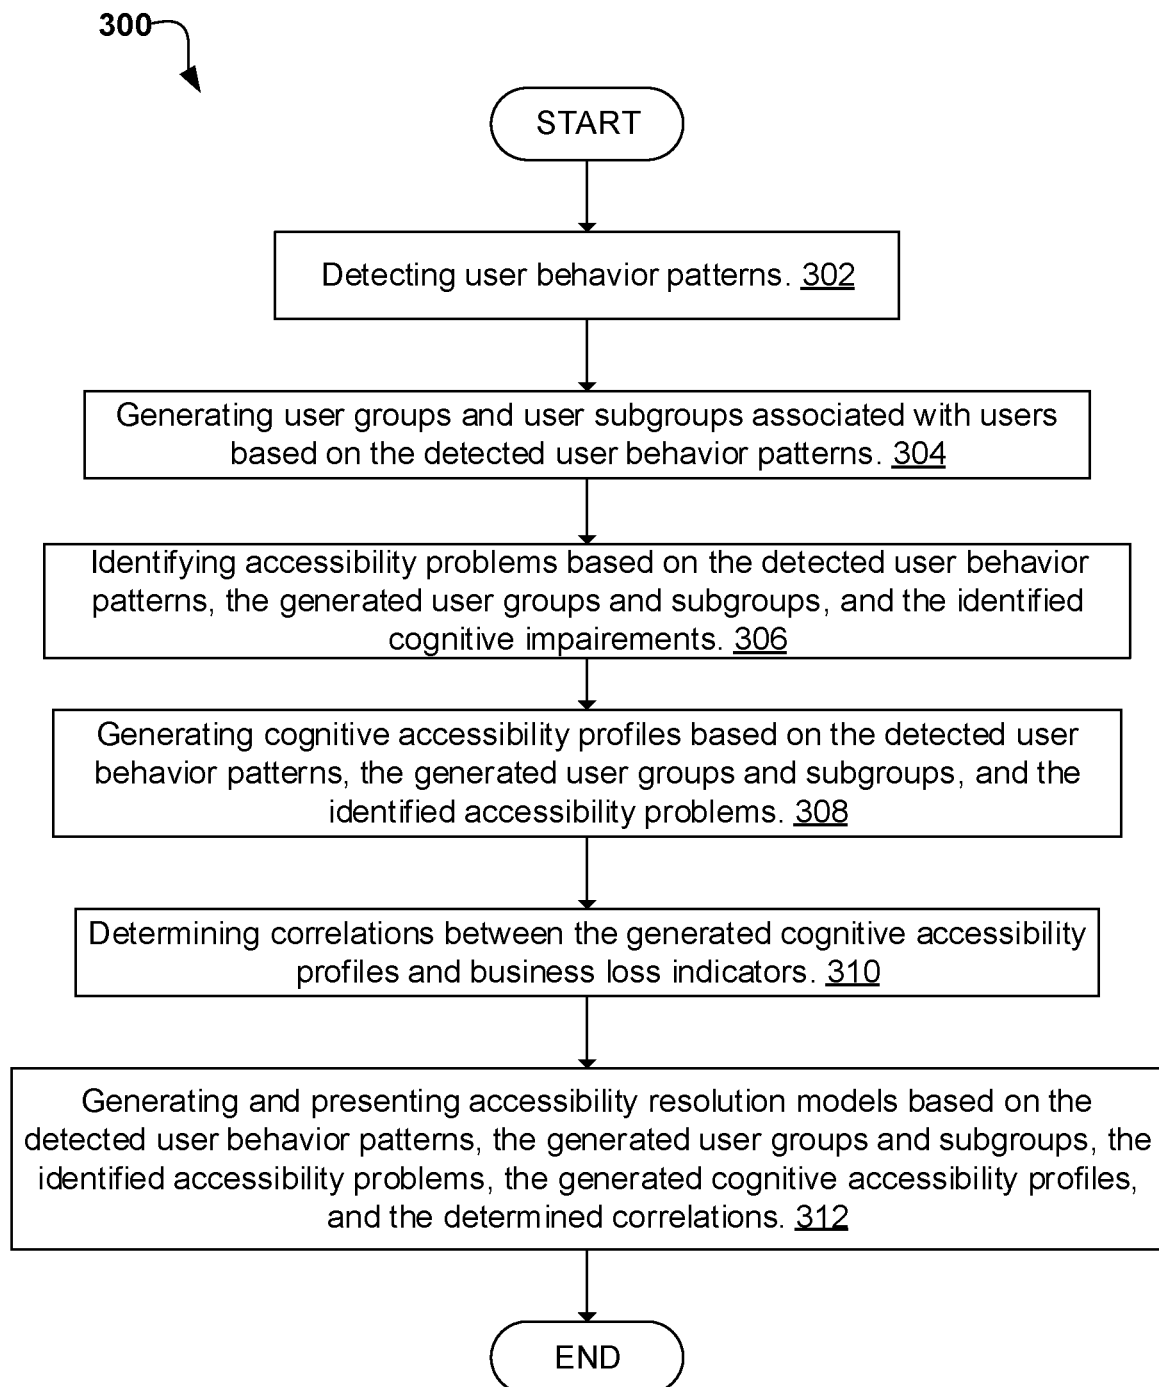 300
START
Detecting user behavior patterns. 302
Generating user groups and user subgroups associated with users
based on the detected user behavior patterns. 304
Identifying accessibility problems based on the detected user behavior
patterns, the generated user groups and subgroups, and the identified
cognitive impairements. 306
Generating cognitive accessibility profiles based on the detected user
behavior patterns, the generated user groups and subgroups, and the
identified accessibility problems. 308
Determining correlations between the generated cognitive accessibility
profiles and business loss indicators. 310
Generating and presenting accessibility resolution models based on the
detected user behavior patterns, the generated user groups and subgroups, the
identified accessibility problems, the generated cognitive accessibility profiles,
and the determined correlations. 312
END